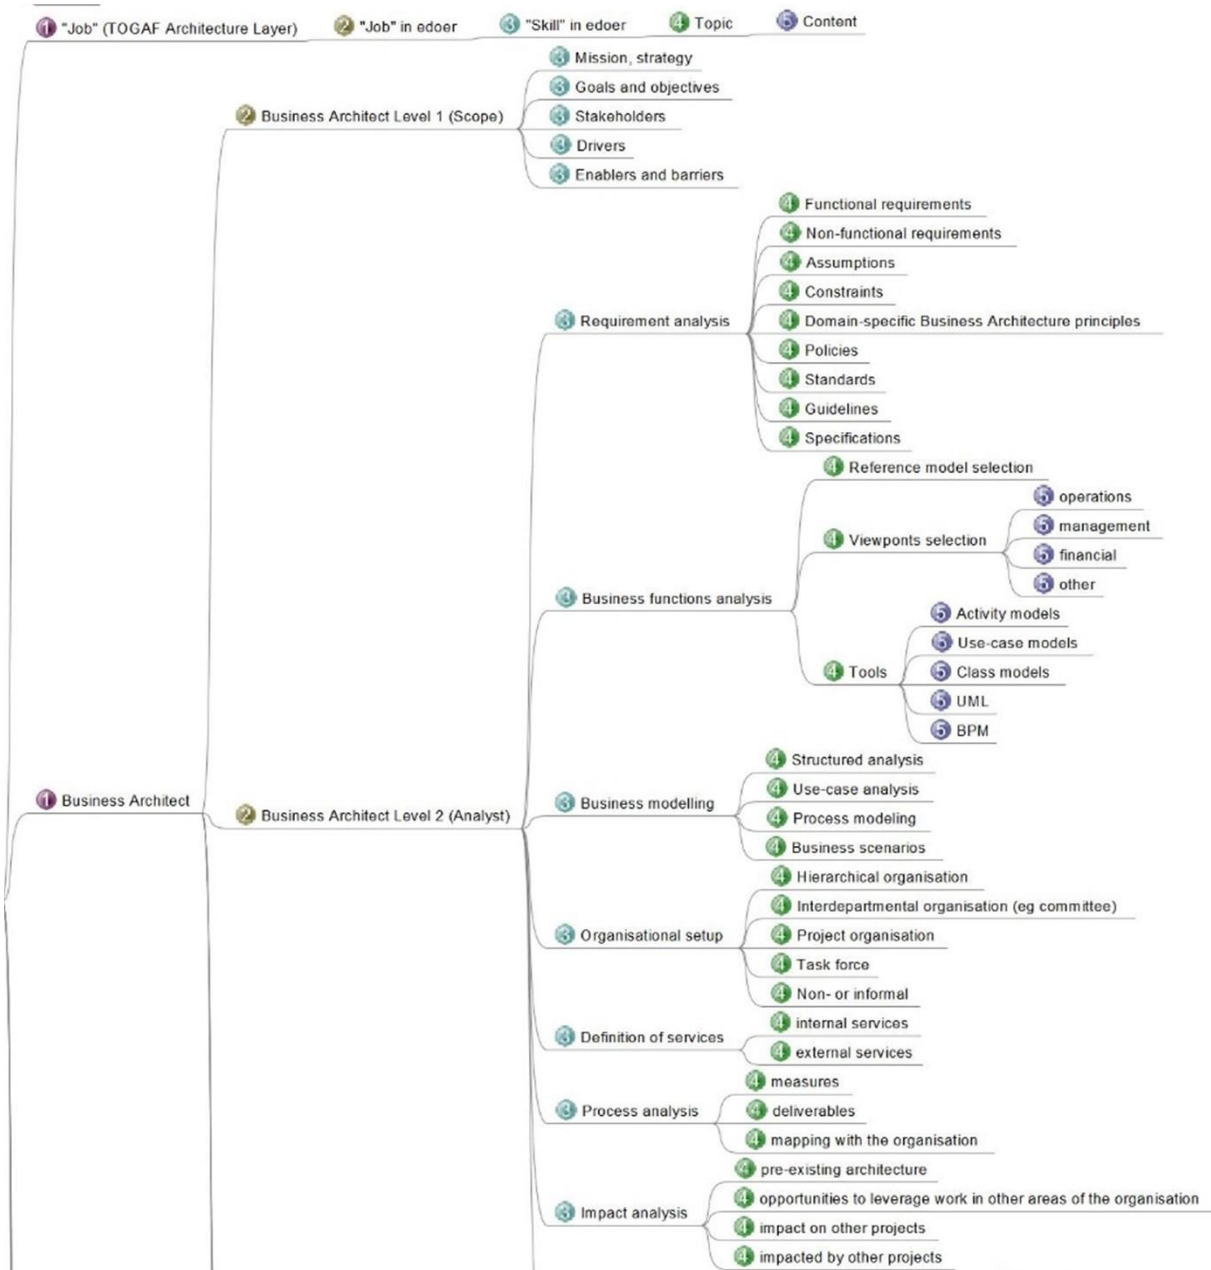 1 "Job" (TOGAF Architecture Layer) 2 "Job" in edoer 3 "Skill" in edoer 4 Topic 5 Content
3 Mission, strategy
3 Goals and objectives
2 Business Architect Level 1 (Scope) 3 Stakeholders
3 Drivers
3 Enablers and barriers
4 Functional requirements
4 Non-functional requirements
4 Assumptions
4 Constraints
3 Requirement analysis 4 Domain-specific Business Architecture principles
4 Policies
4 Standards
4 Guidelines
4 Specifications
4 Reference model selection
5 operations
5 management
4 Viewponts selection
5 financial
5 other
3 Business functions analysis
5 Activity models
5 Use-case models
4 Tools 5 Class models
5 UML
5 BPM
4 Structured analysis
4 Use-case analysis
1 Business Architect 3 Business modelling
2 Business Architect Level 2 (Analyst) 4 Process modeling
4 Business scenarios
4 Hierarchical organisation
4 Interdepartmental organisation (eg committee)
3 Organisational setup 4 Project organisation
4 Task force
4 Non- or informal
4 internal services
3 Definition of services
4 external services
4 measures
3 Process analysis 4 deliverables
4 mapping with the organisation
4 pre-existing architecture
4 opportunities to leverage work in other areas of the organisation
3 Impact analysis
4 impact on other projects
4 impacted by other projects